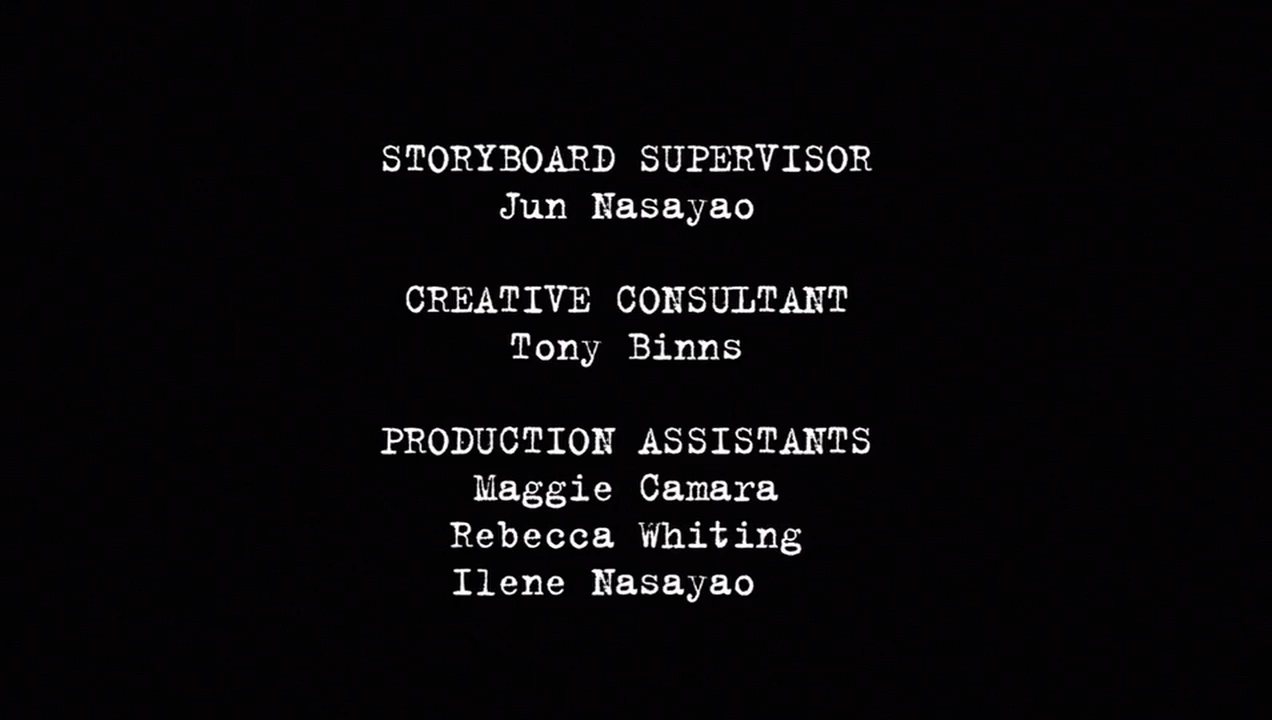 STORYBOARD SUPERVISOR
Jun Nasayao
CREATIVE CONSULTANT
Tony Binns
PRODUCTION ASSISTANTS
Maggie Camara
Rebecca Whiting
Ilene Nasayao